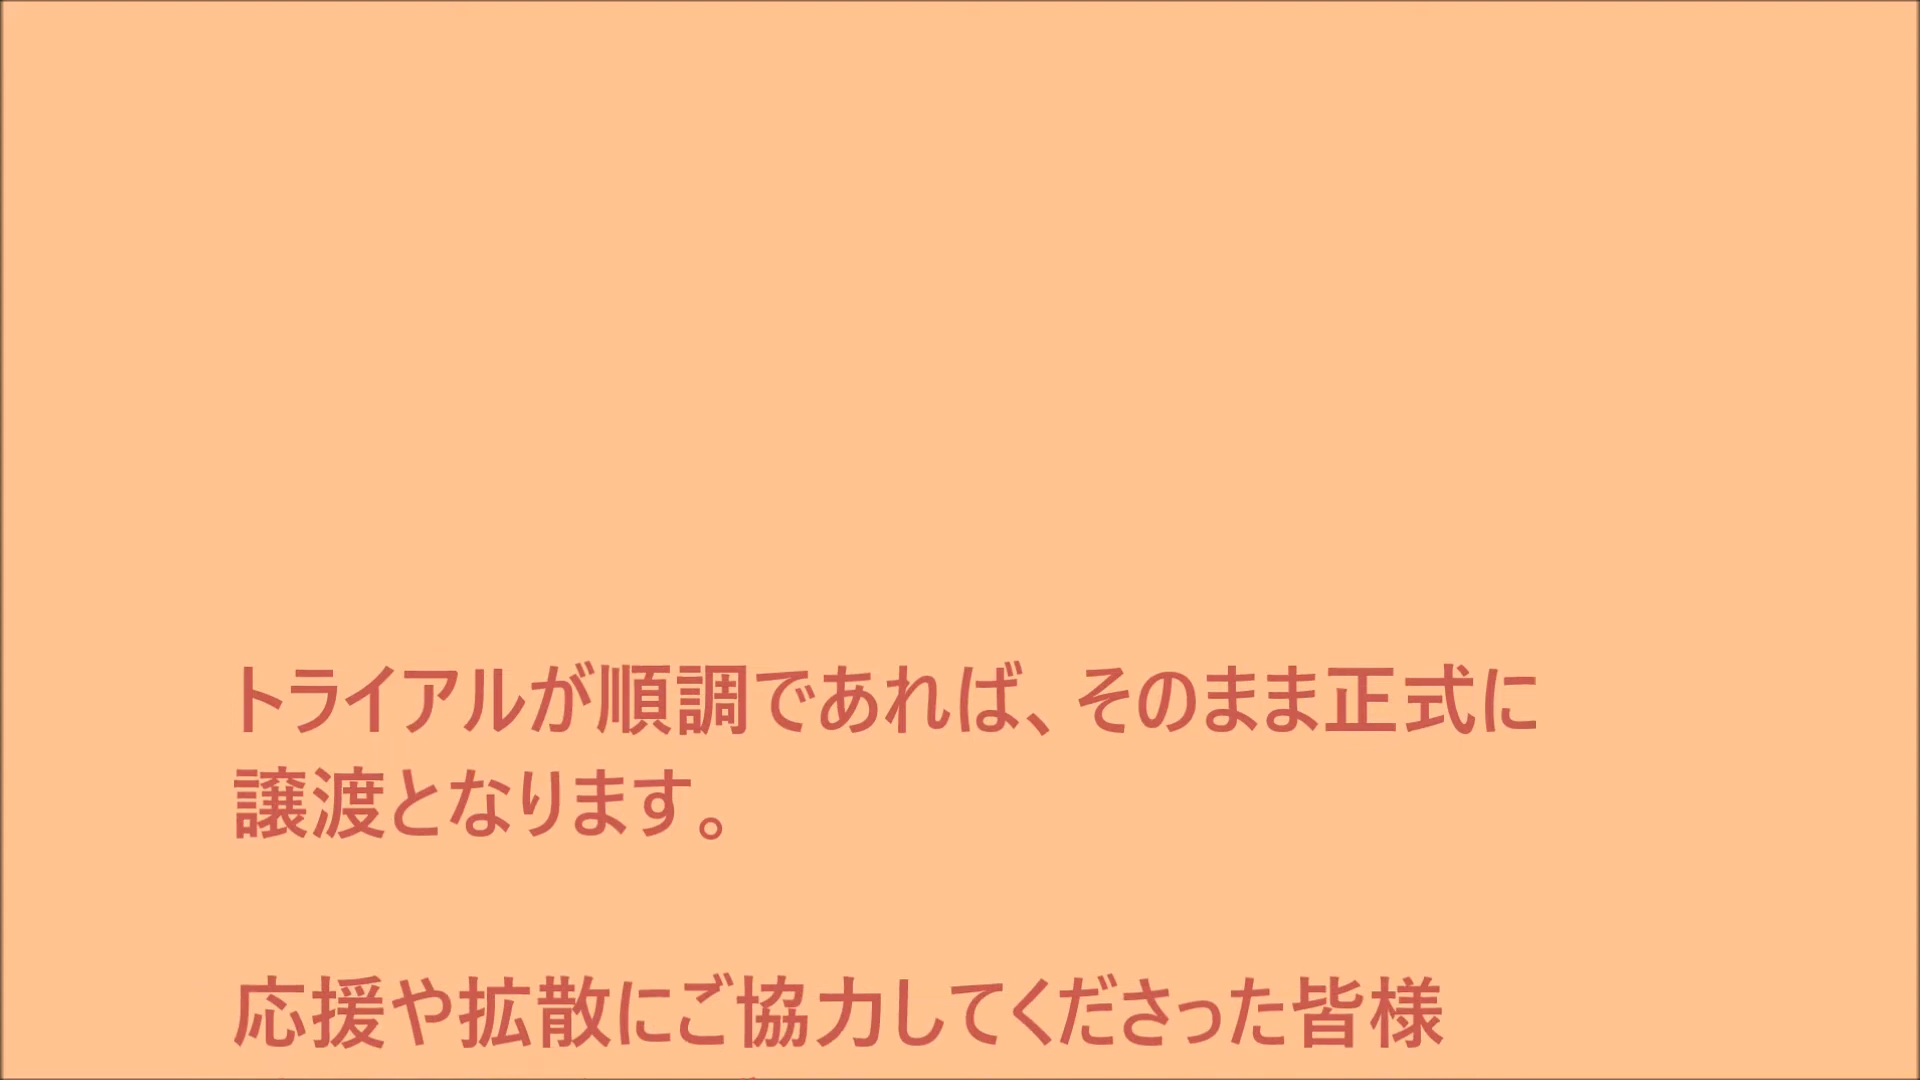 トライアルが順調であれば、そのまま正式に
譲渡となります。
応援や拡散にご協力してくださった皆様